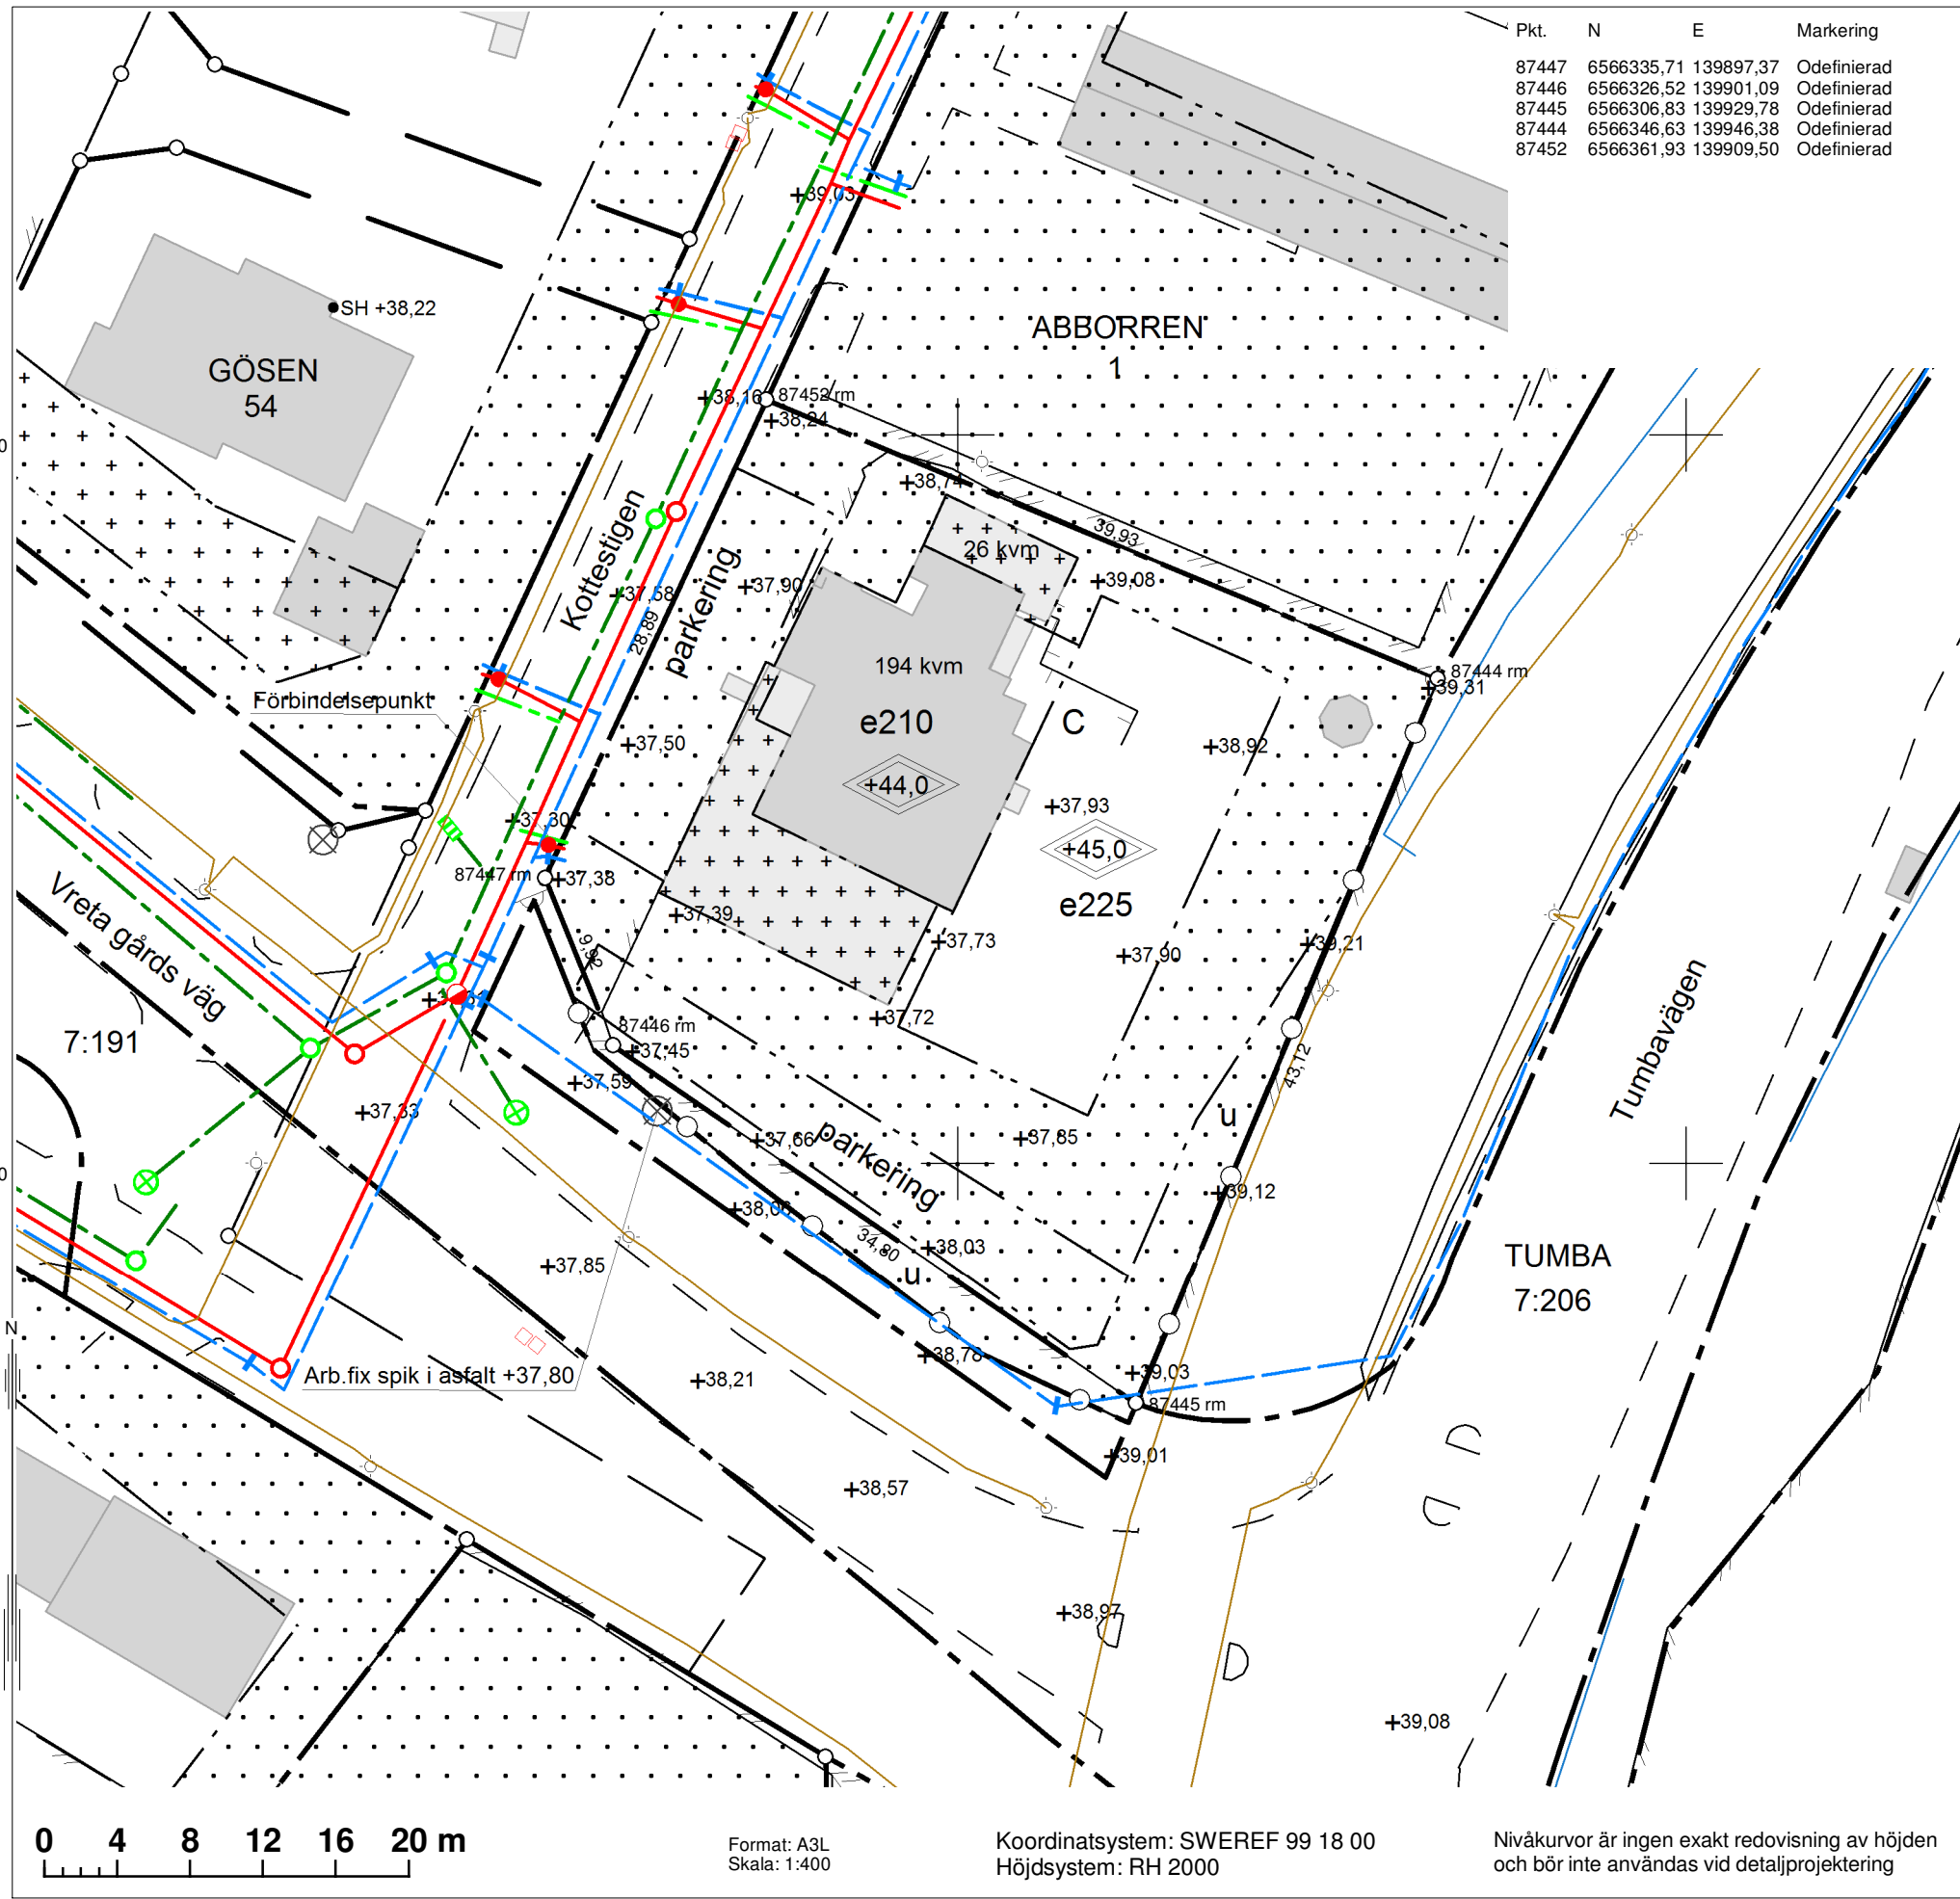 Pkt. N E Markering
87447 6566335,71 139897,37 Odefinierad
87446 6566326,52 139901,09 Odefinierad
87445 6566306,83 139929,78 Odefinierad
87444 6566346,63 139946,38 Odefinierad
87452 6566361,93 139909,50 Odefinierad
+39,03
SH +38,22
ABBORREN
1
GÖSEN
54
+38,16
87452 rm
+38,24
0
+38,74
39,93
26 kvm
Kottestigen
+37,58
+37,90
+39,08
28,89
parkering
194 kvm
87444 rm
+39,31
Förbindelsepunkt
e210
C
+37,50
+38,92
+44,0
+37,93
+37,30
+45,0
87447 rm
+37,38
e225
Vreta gårds väg
+37,39
9,92
+37,73
+37,90
+39,21
+37,72
87446 rm
7:191
+37,45
Tumbavägen
43,12
+37,59
+37,33
u
+37,66
parkering
+37,85
0
+39,12
+38,06
34,80
+38,03
TUMBA
7:206
+37,85
u
N
+38,78
Arb.fix spik i asfalt +37,80
+38,21
+39,03
87445 rm
+39,01
+38,57
+38,97
+39,08
0 4 8 12 16 20 m
Format: A3L
Skala: 1:400
Koordinatsystem: SWEREF 99 18 00
Höjdsystem: RH 2000
Nivåkurvor är ingen exakt redovisning av höjden
och bör inte användas vid detaljprojektering